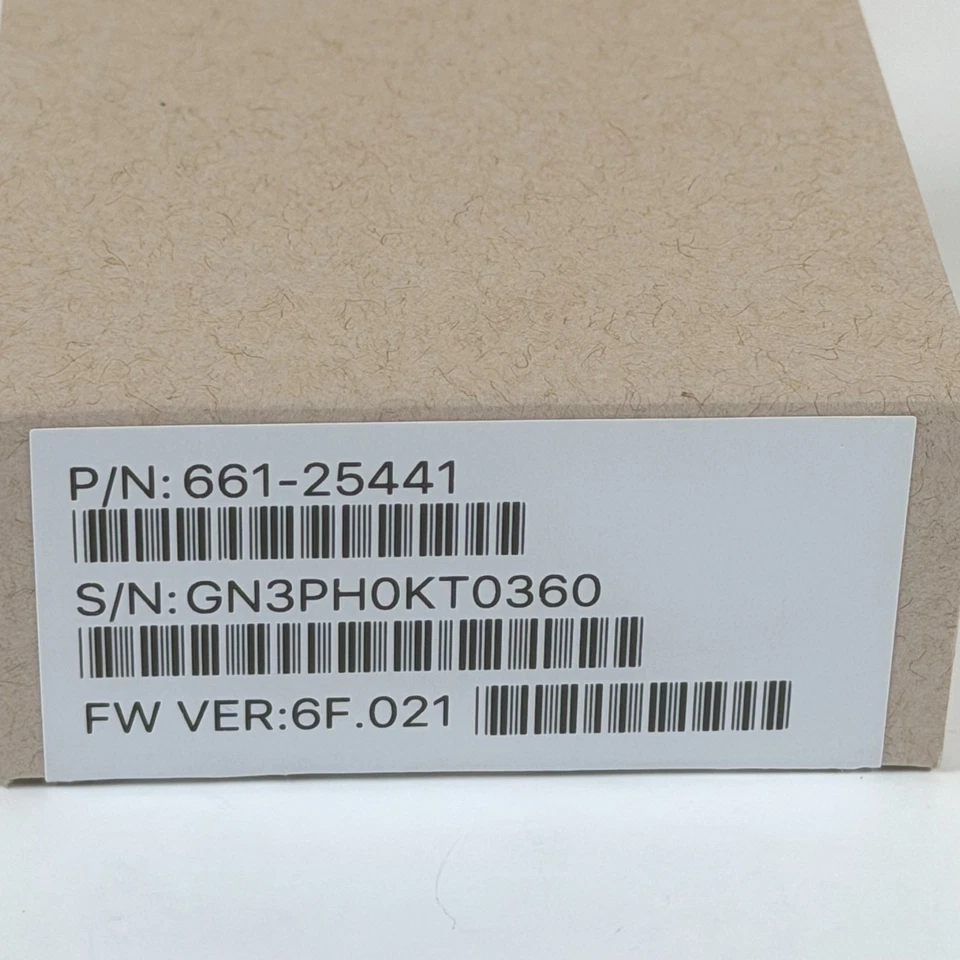 P/N: 661-25441
S/N: GN3PH0KT0360
FW VER:6F.021